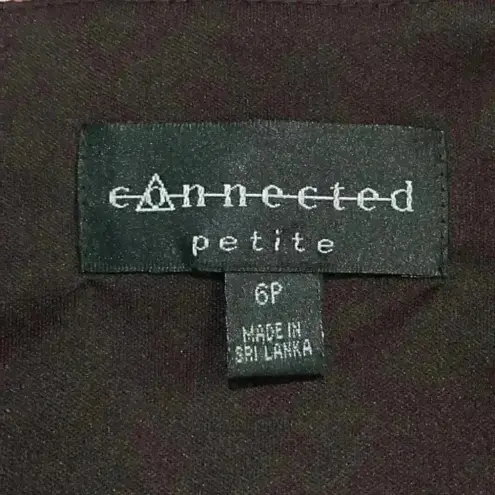 connected
petite
6P
MADE IN
SRI LANKA